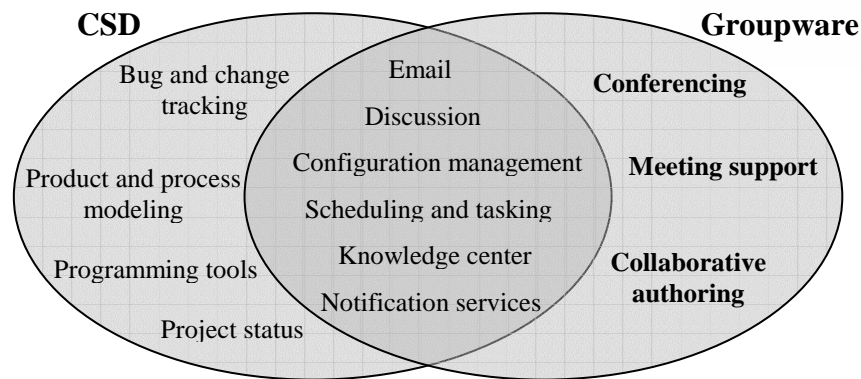 CSD
Groupware
Bug and change
tracking
Product and process
modeling
Programming tools
Project status
Email
Discussion
Configuration management
Scheduling and tasking
Knowledge center
Notification services
Conferencing
Meeting support
Collaborative
authoring